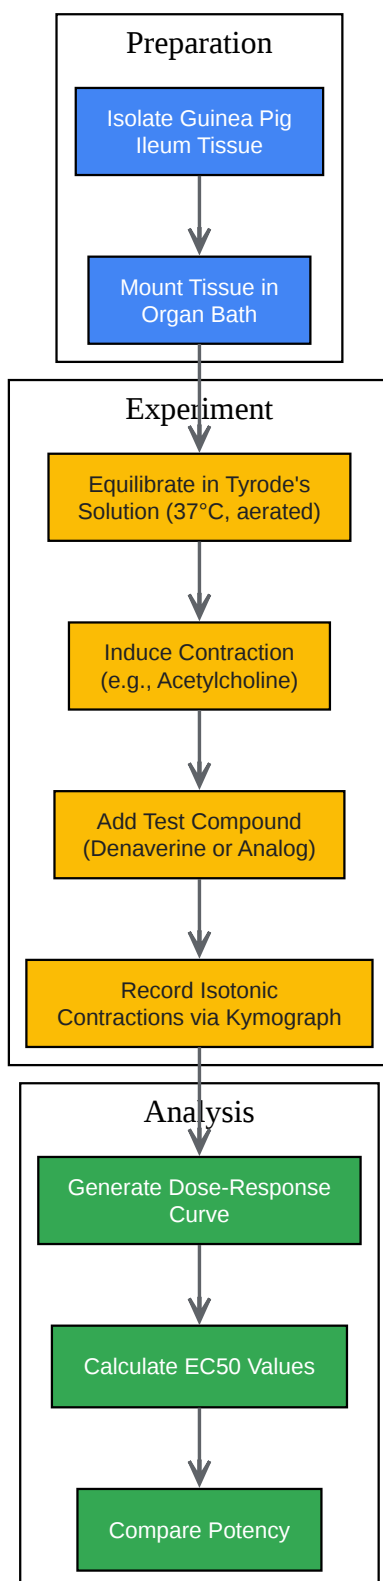 Preparation
Isolate Guinea Pig
Ileum Tissue
Mount Tissue in
Organ Bath
Experiment
Equilibrate in Tyrode's
Solution (37°C, aerated)
Induce Contraction
(e.g., Acetylcholine)
Add Test Compound
(Denaverine or Analog)
Record Isotonic
Contractions via Kymograph
Analysis
Generate Dose-Response
Curve
Calculate EC50 Values
Compare Potency